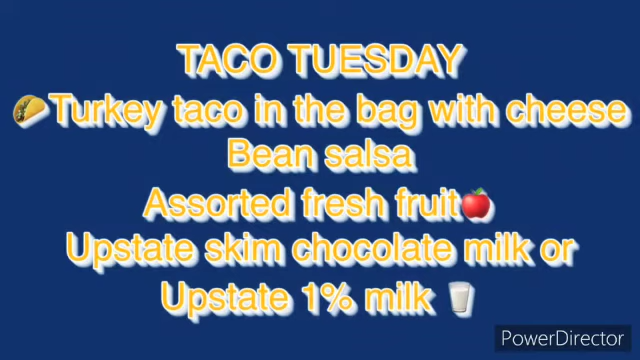 TACO TUESDAY
🌮Turkey taco in the bag with cheese
Bean salsa
Assorted fresh fruit🍎
Upstate skim chocolate milk or
Upstate 1% milk 🥛
PowerDirector